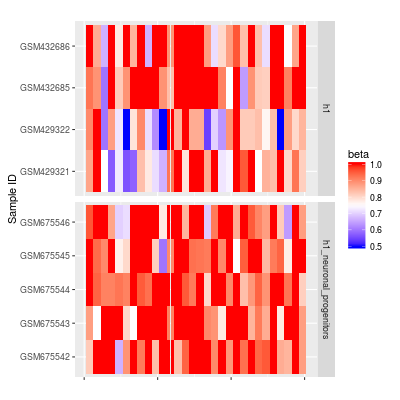 GSM432686
GSM432685
GSM429322
GSM429321
h1
GSM675546
GSM675545
GSM675544
GSM675543
GSM675542
h1_neuronal_progenitors
Sample ID
beta
1.0
0.9
0.8
0.7
0.6
0.5